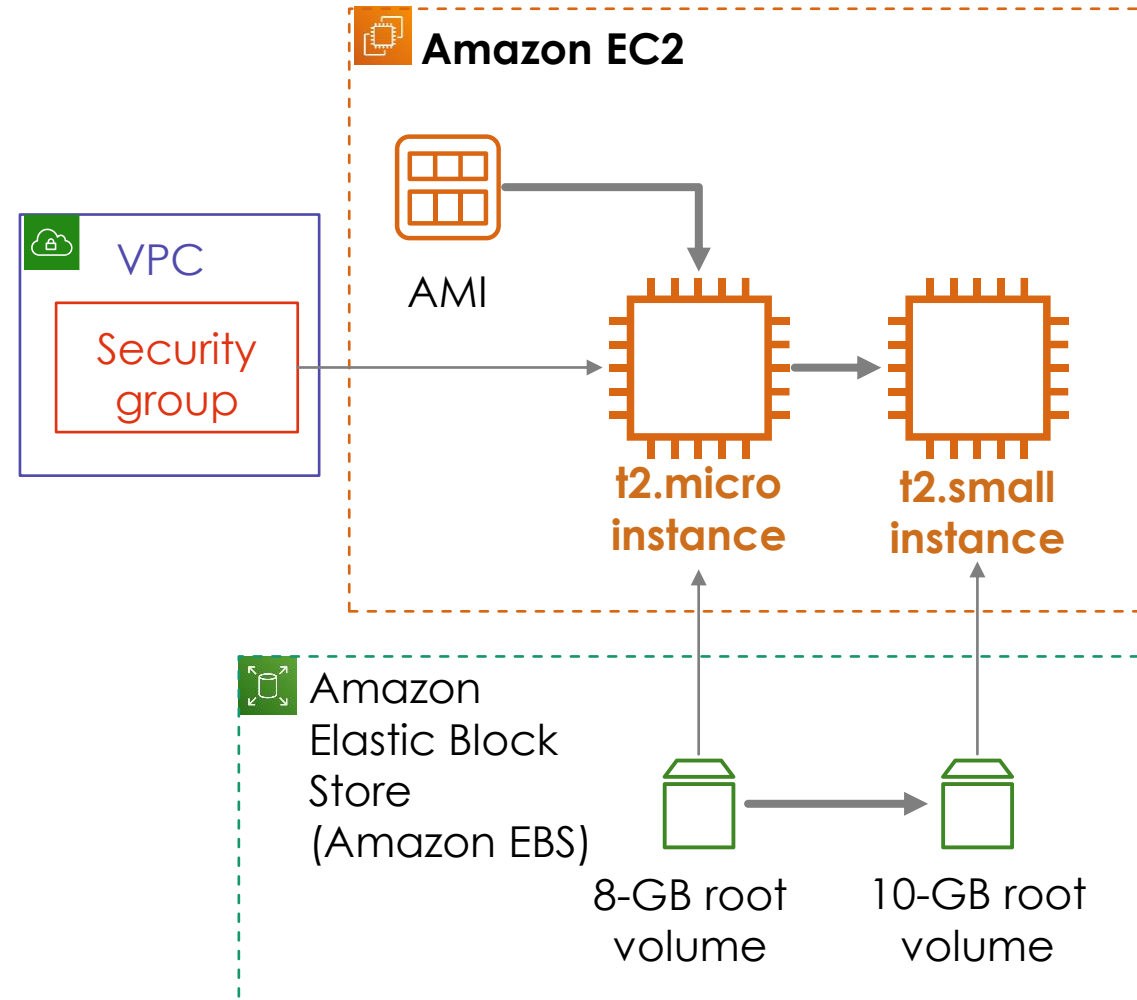 Amazon EC2
AMI
VPC
Security
group
t2.micro
instance
t2.small
instance
Amazon
Elastic Block
Store
(Amazon EBS)
8-GB root
volume
10-GB root
volume